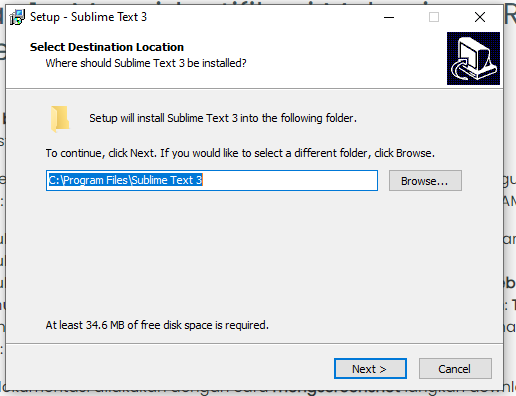 Setup - Sublime Text 3
Select Destination Location
Where should Sublime Text 3 be installed?
Setup will install Sublime Text 3 into the following folder.
To continue, click Next. If you would like to select a different folder, click Browse.
C:\Program Files\Sublime Text 3
Browse...
At least 34.6 MB of free disk space is required.
Next >
Cancel